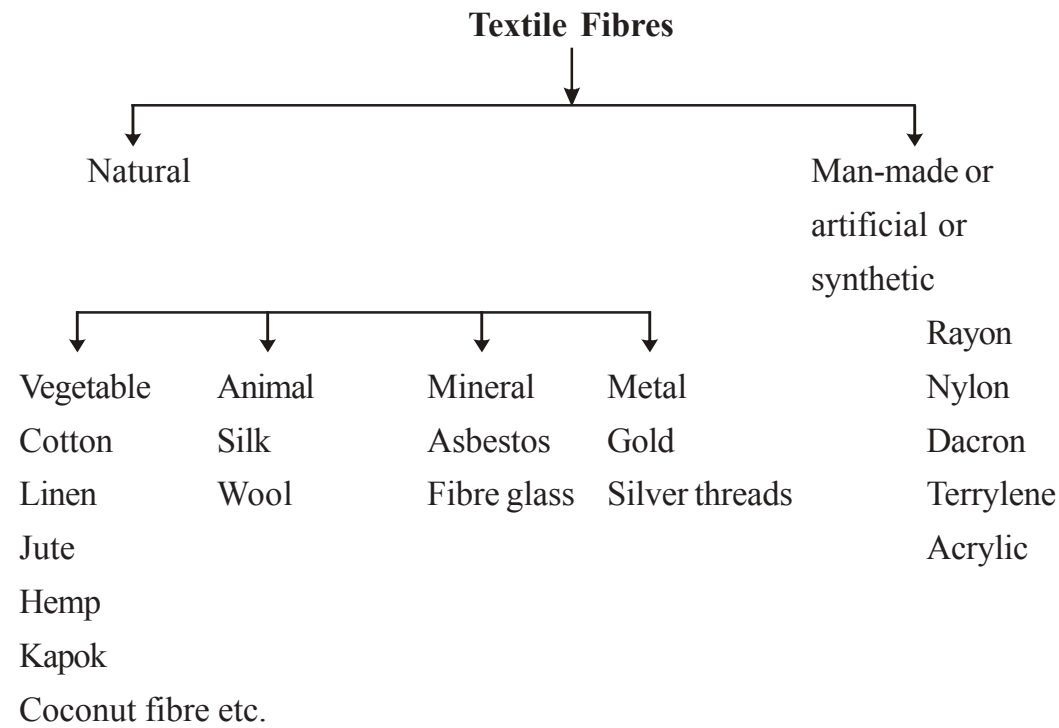 Textile Fibres
Natural
Man-made or
artificial or
synthetic
Rayon
Nylon
Dacron
Terrylene
Acrylic
Vegetable
Cotton
Linen
Jute
Hemp
Kapok
Coconut fibre etc.
Animal
Silk
Wool
Mineral
Asbestos
Fibre glass
Metal
Gold
Silver threads